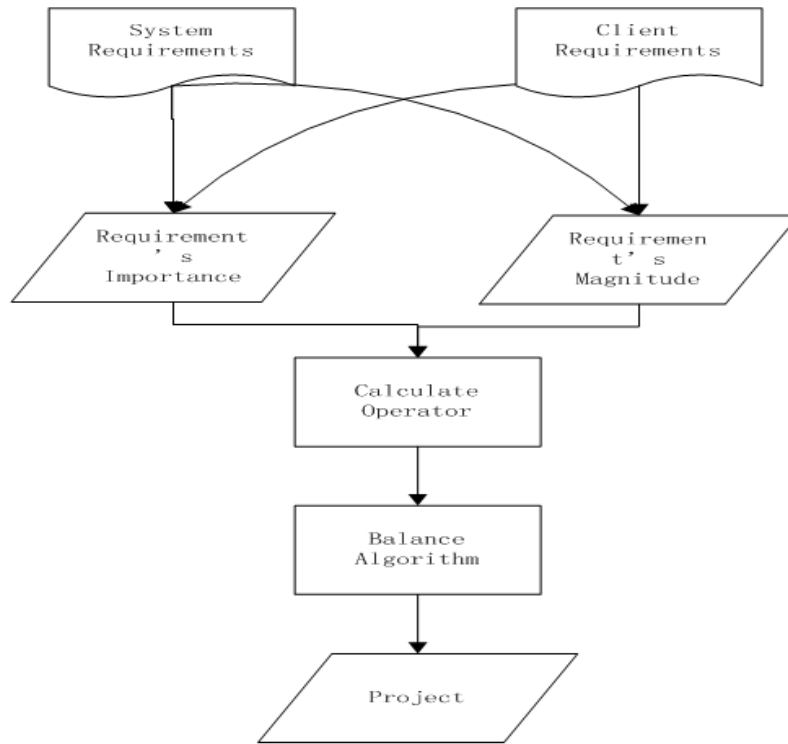 System
Requirements
Client
Requirements
Requirement
’s
Importance
Requiremen
t’s
Magnitude
Calculate
Operator
Balance
Algorithm
Project